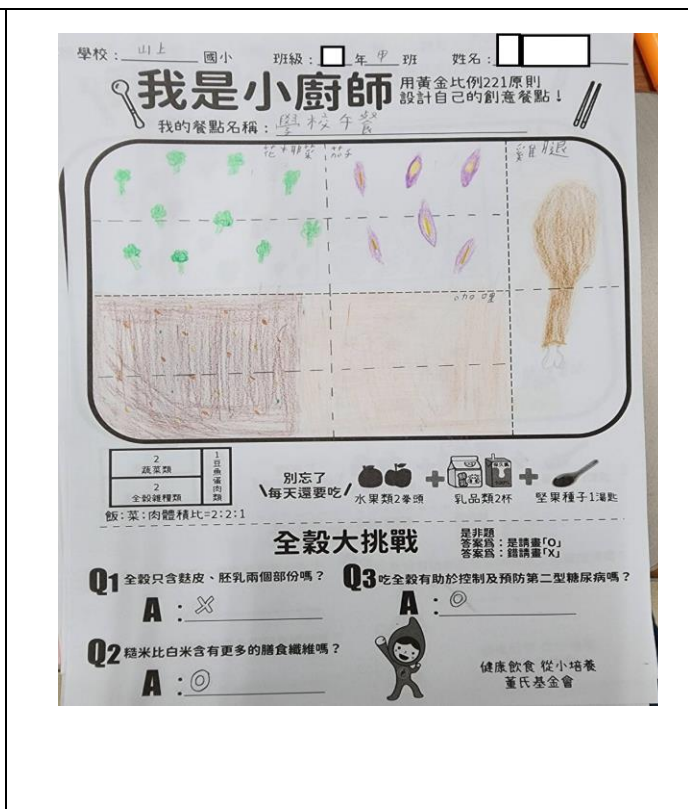 學校：山上 國小 班級： 年 甲 班 姓名：
我是小廚師
用黃金比例221原則
設計自己的創意餐點！
我的餐點名稱：學校午餐
花木耶菜 茄子 雞腿
咖哩
2
蔬菜類
2
全穀雜糧類
1
豆魚蛋肉類
飯：菜：肉體積比=2:2:1
別忘了
每天還要吃
水果類2拳頭 + 乳品類2杯 + 堅果種子1湯匙
全穀大挑戰
是非題
答案為：是請畫「O」
答案為：錯請畫「X」
Q1 全穀只含麩皮、胚乳兩個部份嗎？
A：X
Q2 糙米比白米含有更多的膳食纖維嗎？
A：O
Q3 吃全穀有助於控制及預防第二型糖尿病嗎？
A：O
健康飲食 從小培養
董氏基金會